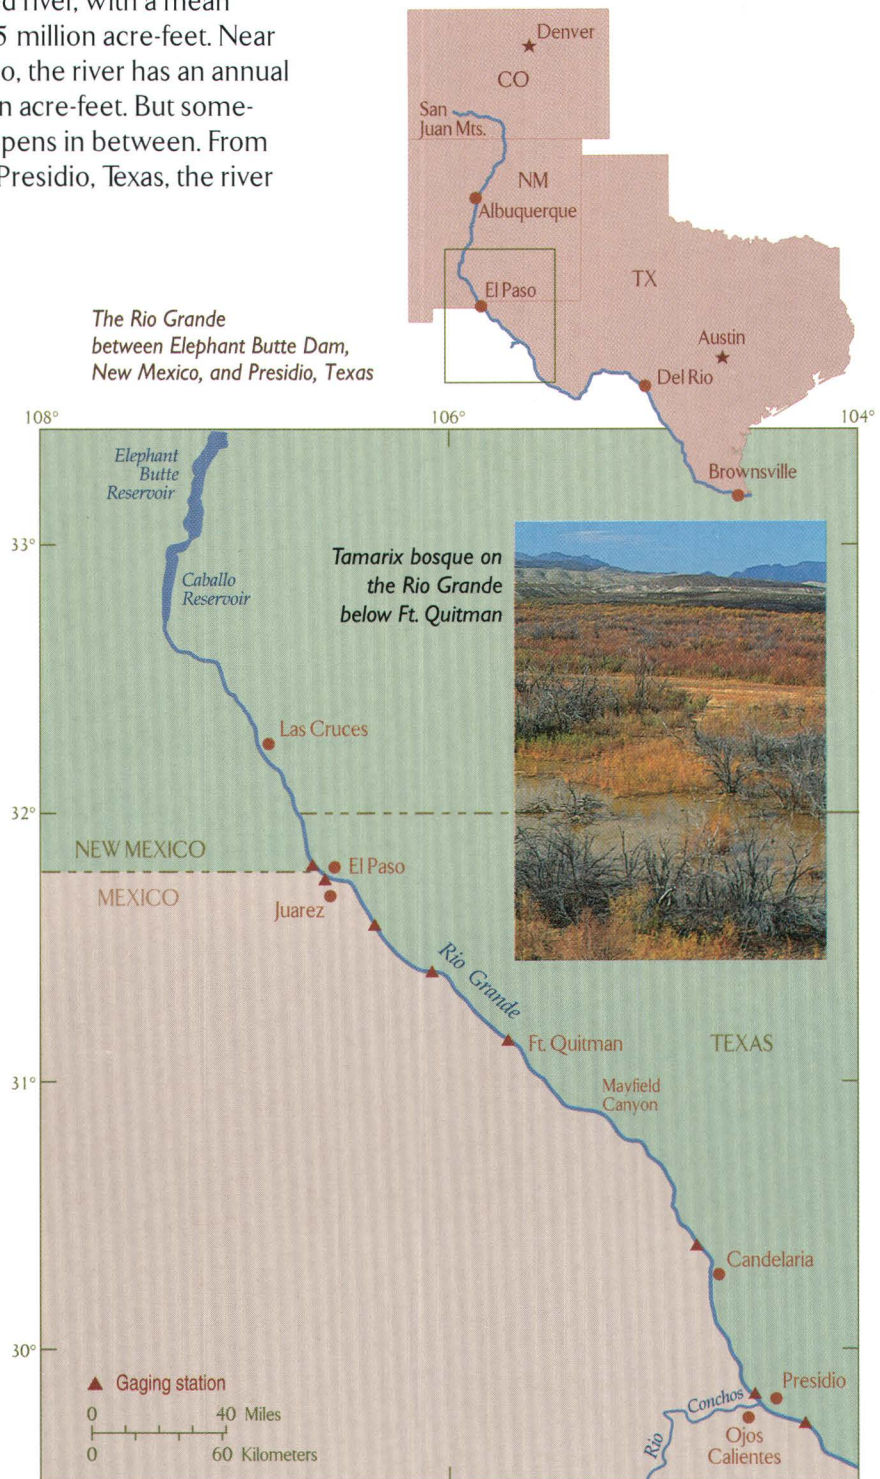 d river, with a mean
5 million acre-feet. Near
o, the river has an annual
n acre-feet. But some-
pens in between. From
Presidio, Texas, the river
Denver
CO
San
Juan Mts.
NM
Albuquerque
TX
El Paso
Austin
Del Rio
Brownsville
The Rio Grande
between Elephant Butte Dam,
New Mexico, and Presidio, Texas
108°
106°
104°
Elephant
Butte
Reservoir
33°
Caballo
Reservoir
Tamarix bosque on
the Rio Grande
below Ft. Quitman
Las Cruces
32°
NEW MEXICO
El Paso
MEXICO
Juarez
Rio Grande
Ft. Quitman
TEXAS
31°
Mayfield
Canyon
Candelaria
30°
Gaging station
0 40 Miles
0 60 Kilometers
Presidio
Rio Conchos
Ojos
Calientes